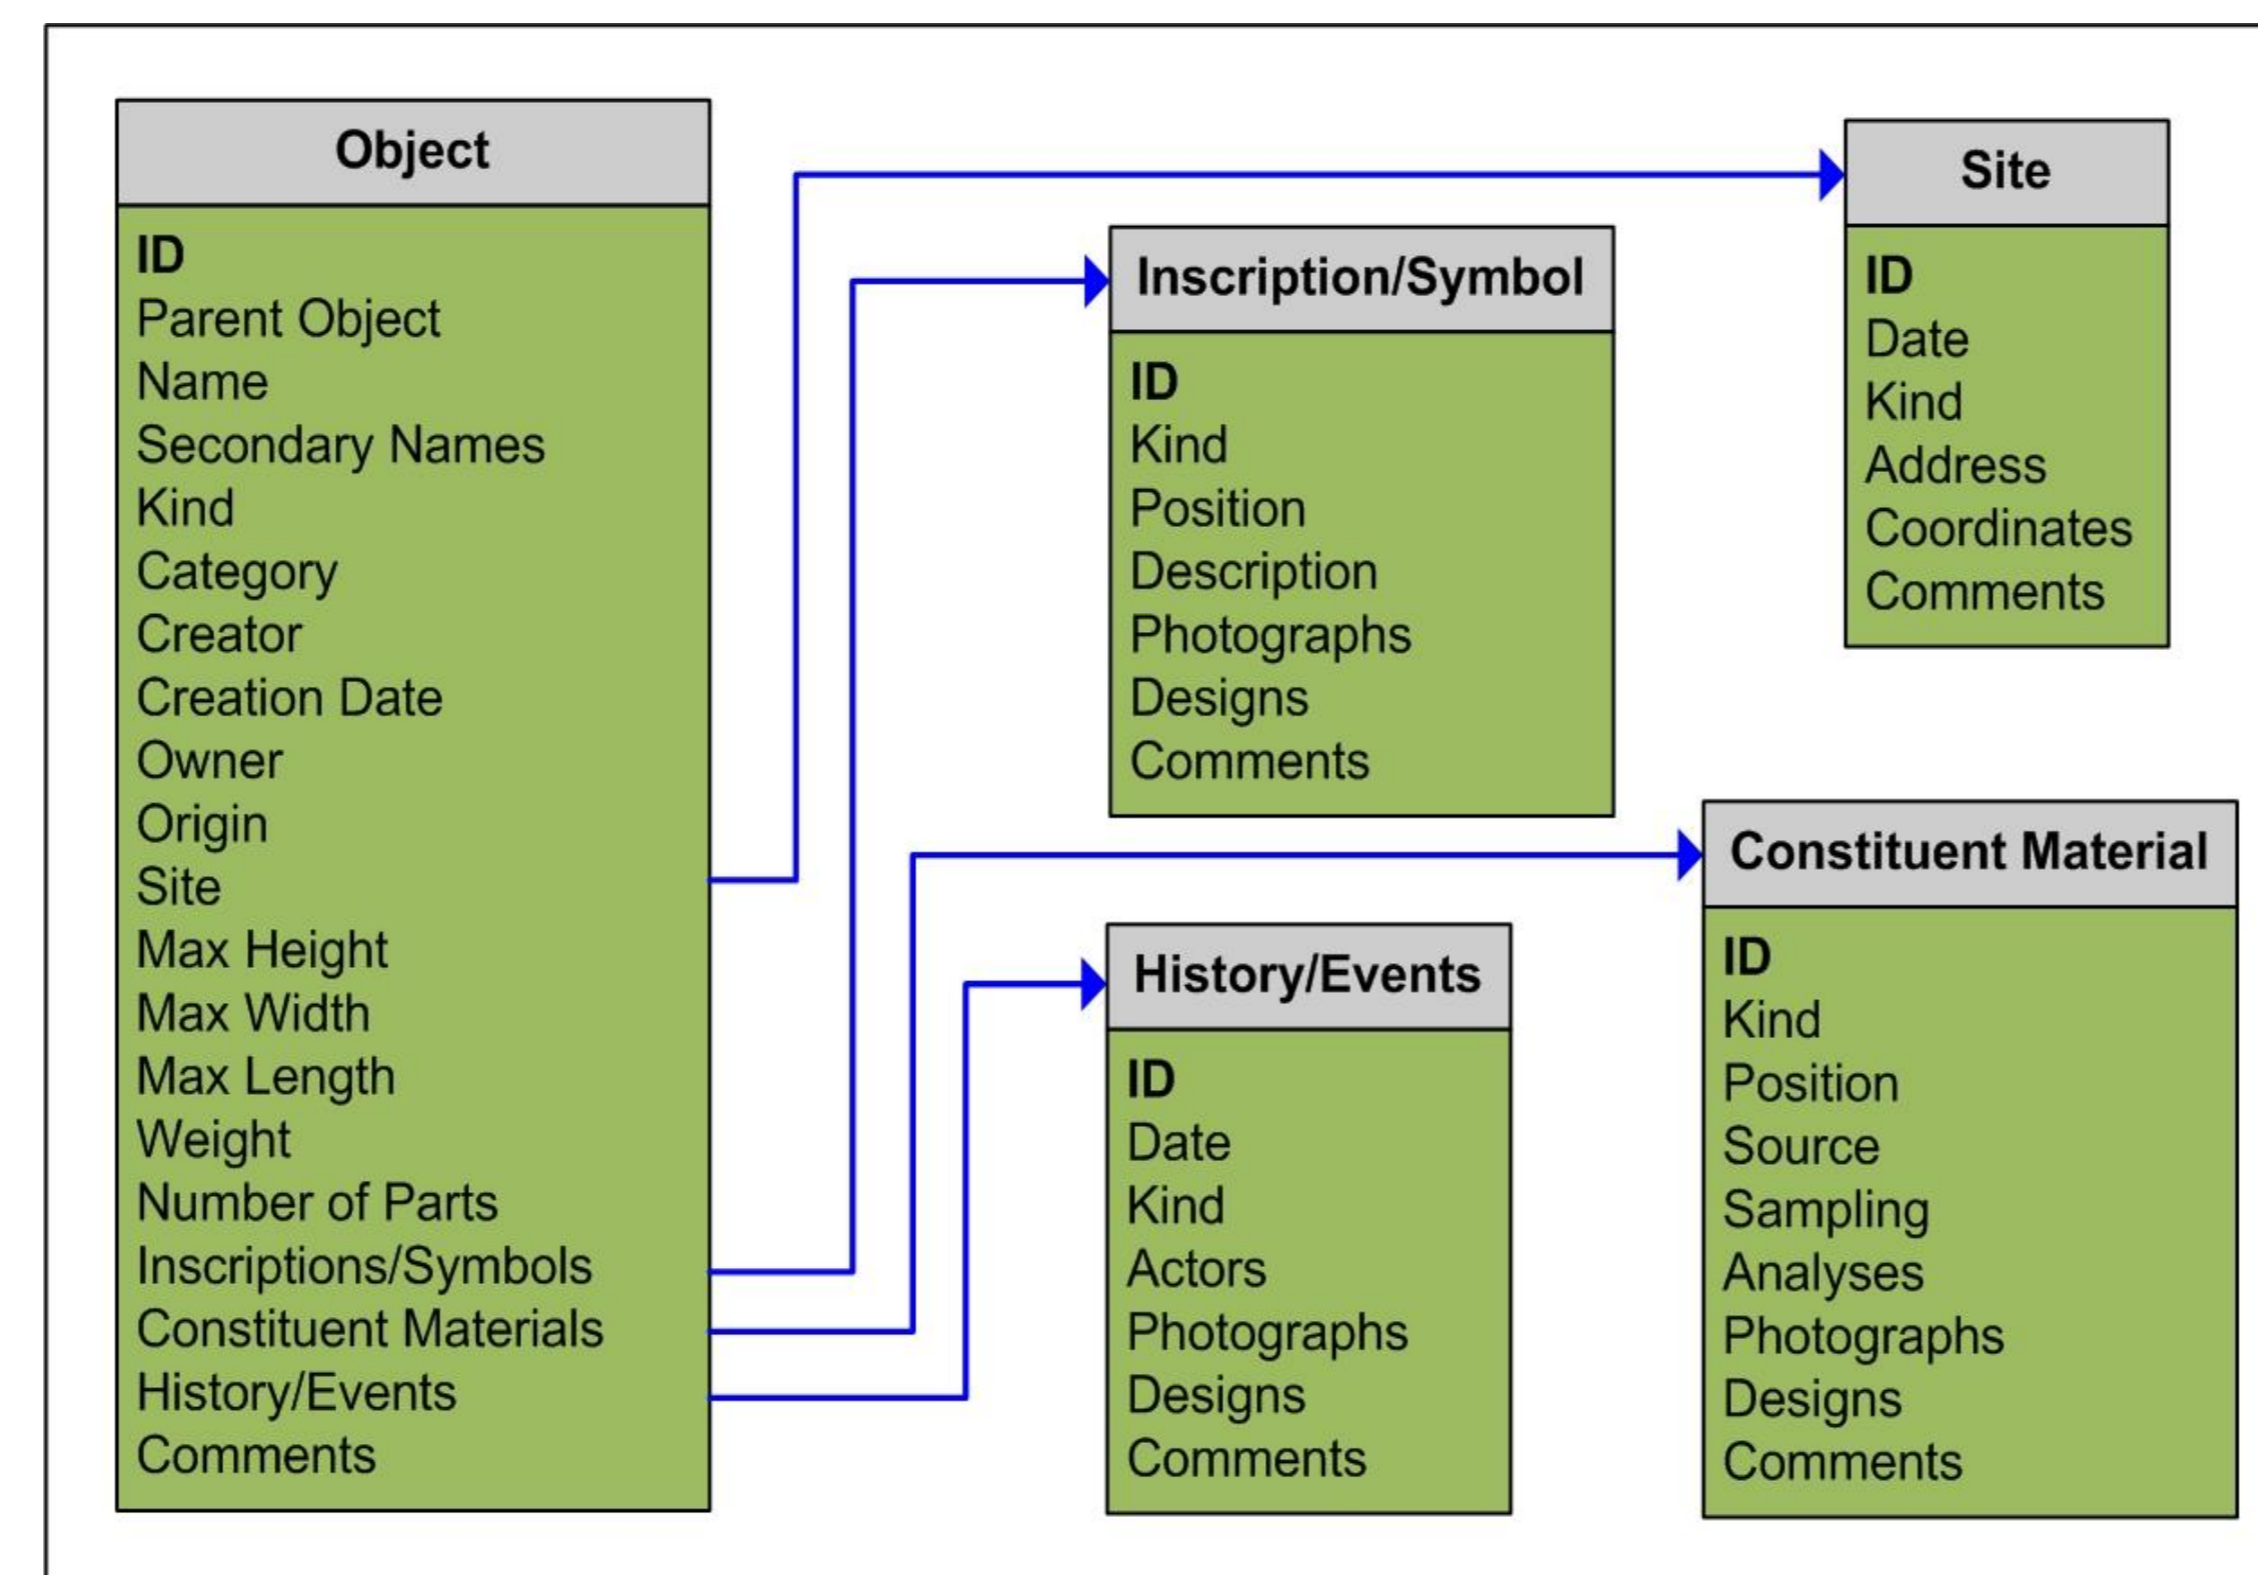 Object
ID
Parent Object
Name
Secondary Names
Kind
Category
Creator
Creation Date
Owner
Origin
Site
Max Height
Max Width
Max Length
Weight
Number of Parts
Inscriptions/Symbols
Constituent Materials
History/Events
Comments
Inscription/Symbol
ID
Kind
Position
Description
Photographs
Designs
Comments
Site
ID
Date
Kind
Address
Coordinates
Comments
History/Events
ID
Date
Kind
Actors
Photographs
Designs
Comments
Constituent Material
ID
Kind
Position
Source
Sampling
Analyses
Photographs
Designs
Comments